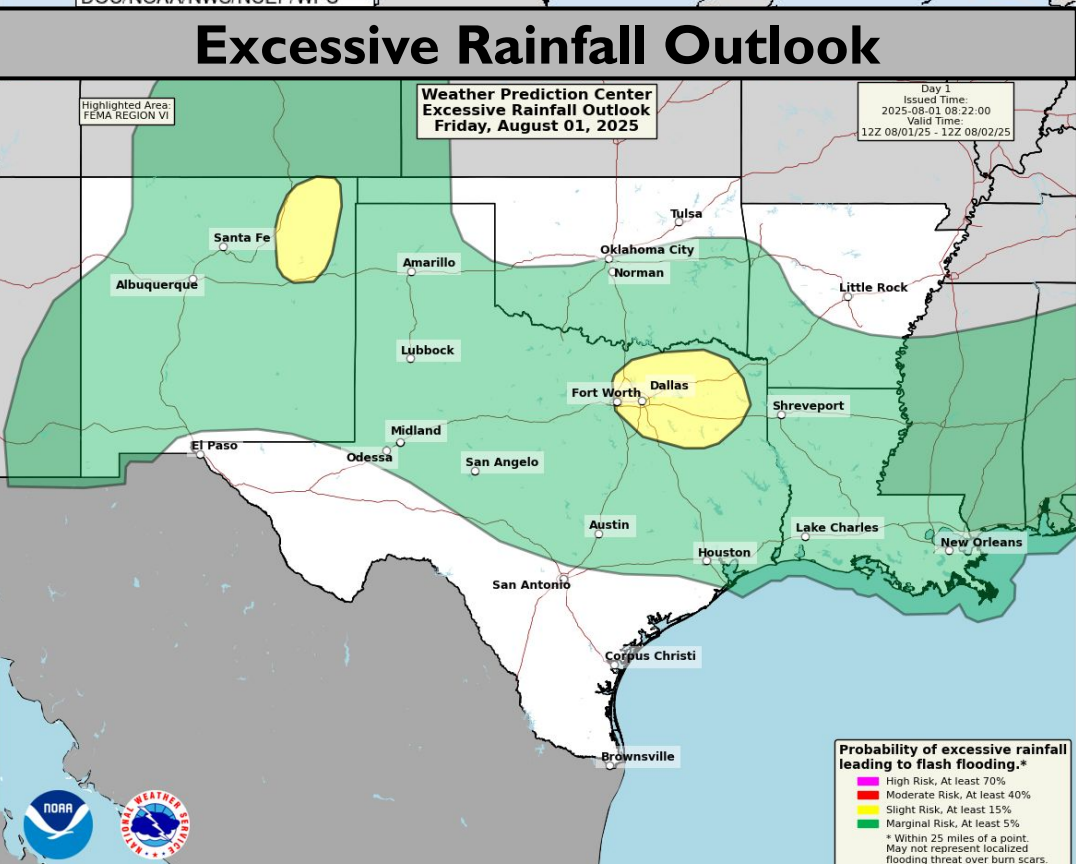 DOC/NOAA/NWS/NCEP/WPC
Excessive Rainfall Outlook
Highlighted Area:
FEMA REGION VI
Weather Prediction Center
Excessive Rainfall Outlook
Friday, August 01, 2025
Day 1
Issued Time:
2025-08-01 08:22:00
Valid Time:
12Z 08/01/25 - 12Z 08/02/25
Tulsa
Santa Fe
Oklahoma City
Amarillo
Norman
Albuquerque
Little Rock
Lubbock
Dallas
Fort Worth
Shreveport
Midland
El Paso
Odessa
San Angelo
Austin
Lake Charles
New Orleans
Houston
San Antonio
Corpus Christi
Brownsville
Probability of excessive rainfall
leading to flash flooding.*
High Risk, At least 70%
Moderate Risk, At least 40%
Slight Risk, At least 15%
Marginal Risk, At least 5%
* Within 25 miles of a point.
May not represent localized
flooding threat over burn scars.
NOAA
NATIONAL WEATHER SERVICE